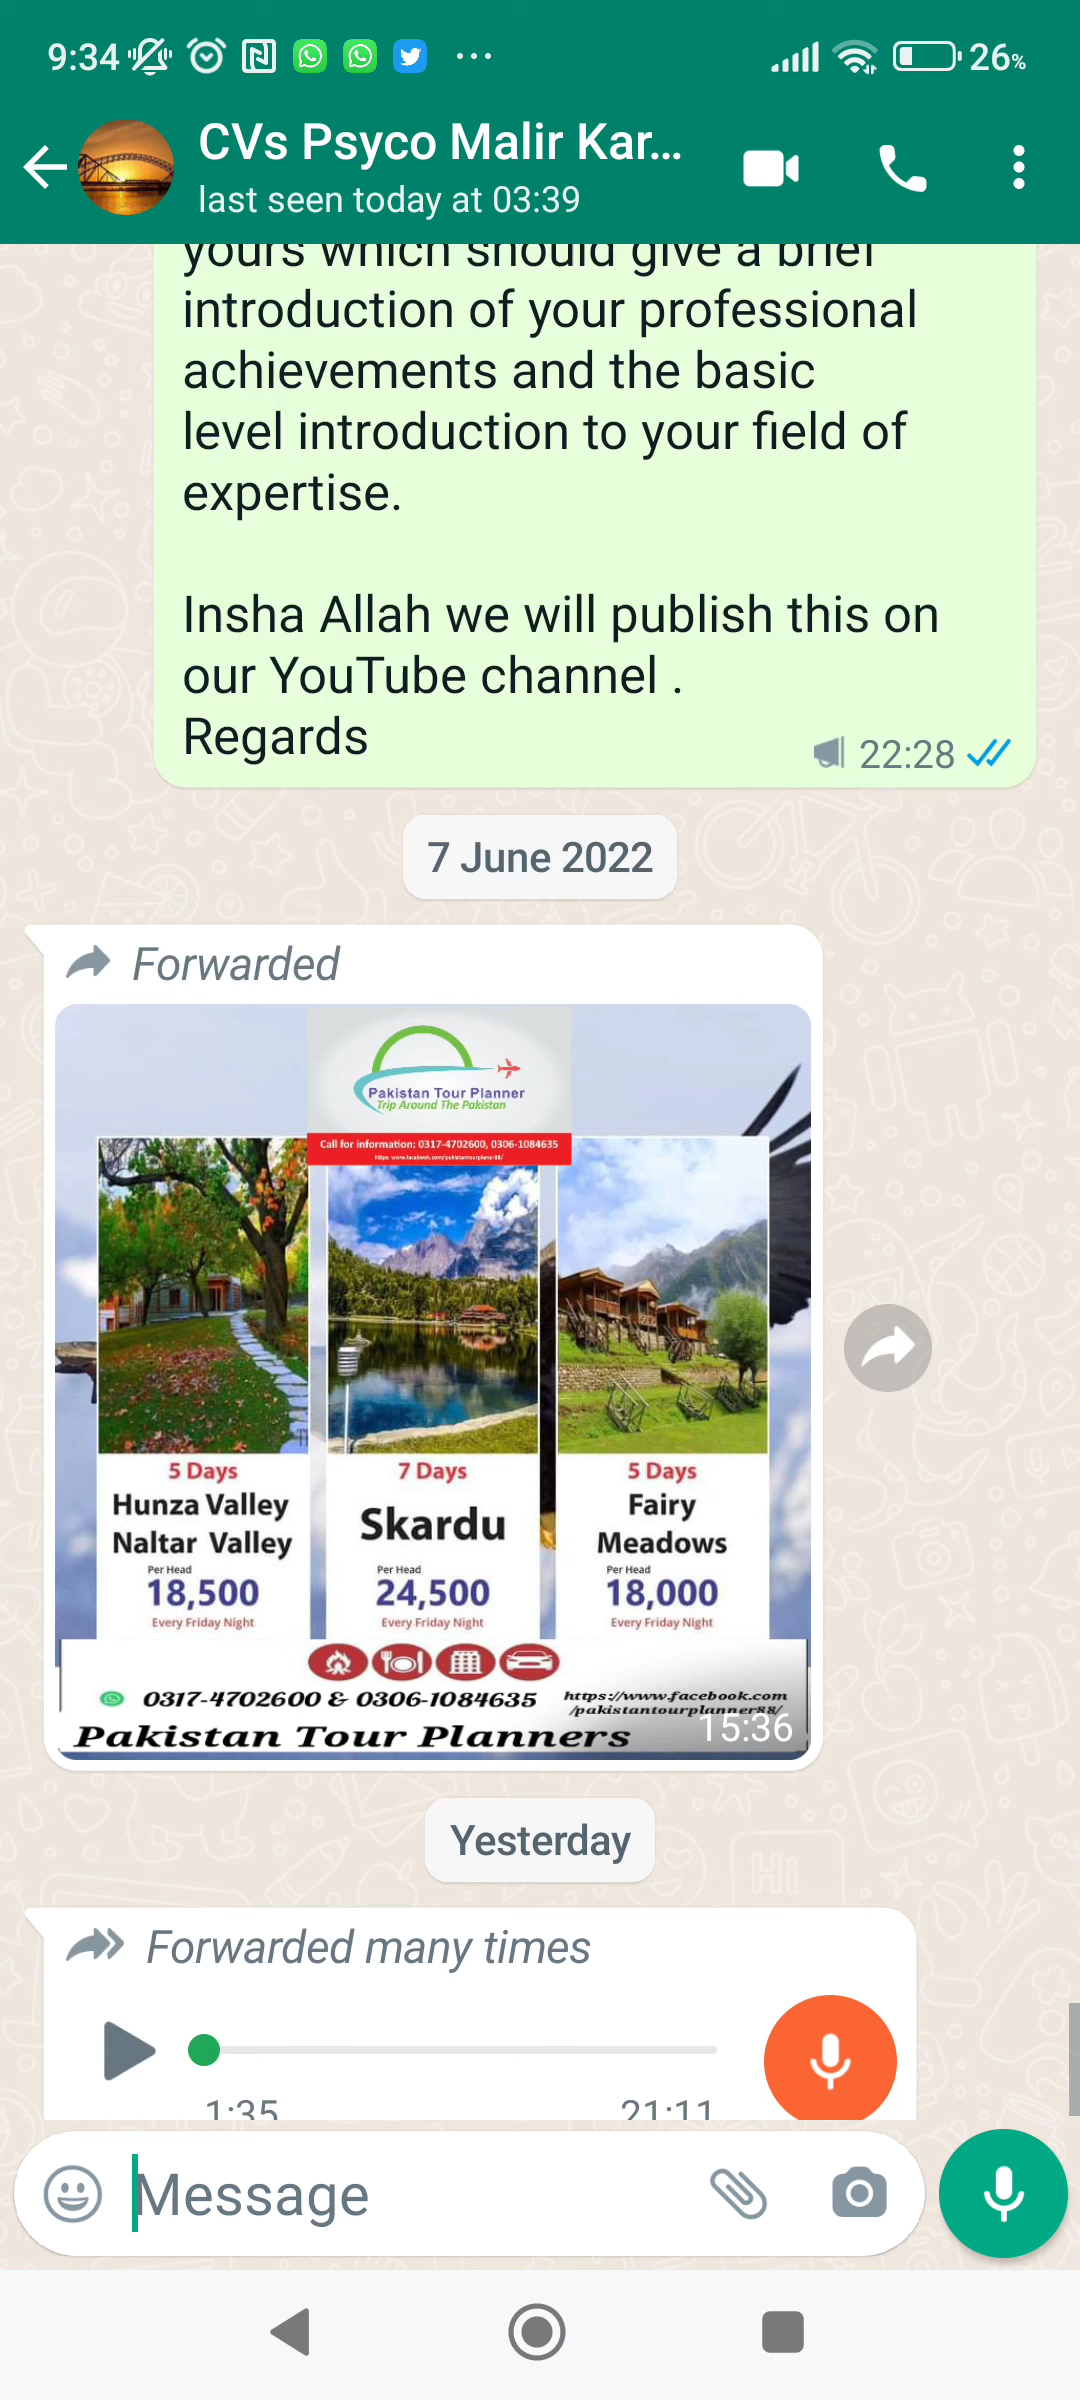 9:34
26%
CVs Psyco Malir Kar...
last seen today at 03:39
yours which should give a brief
introduction of your professional
achievements and the basic
level introduction to your field of
expertise.
Insha Allah we will publish this on
our YouTube channel .
Regards
22:28
7 June 2022
Forwarded
Pakistan Tour Planner
Trip Around The Pakistan
Call for information: 0317-4702600, 0306-1084635
5 Days
Hunza Valley
Naltar Valley
Per Head
18,500
Every Friday Night
7 Days
Skardu
Per Head
24,500
Every Friday Night
5 Days
Fairy
Meadows
Per Head
18,000
Every Friday Night
0317-4702600 & 0306-1084635
https://www.facebook.com
/pakistantourplanner88/
Pakistan Tour Planners
15:36
Yesterday
Forwarded many times
1:35
21:11
Message